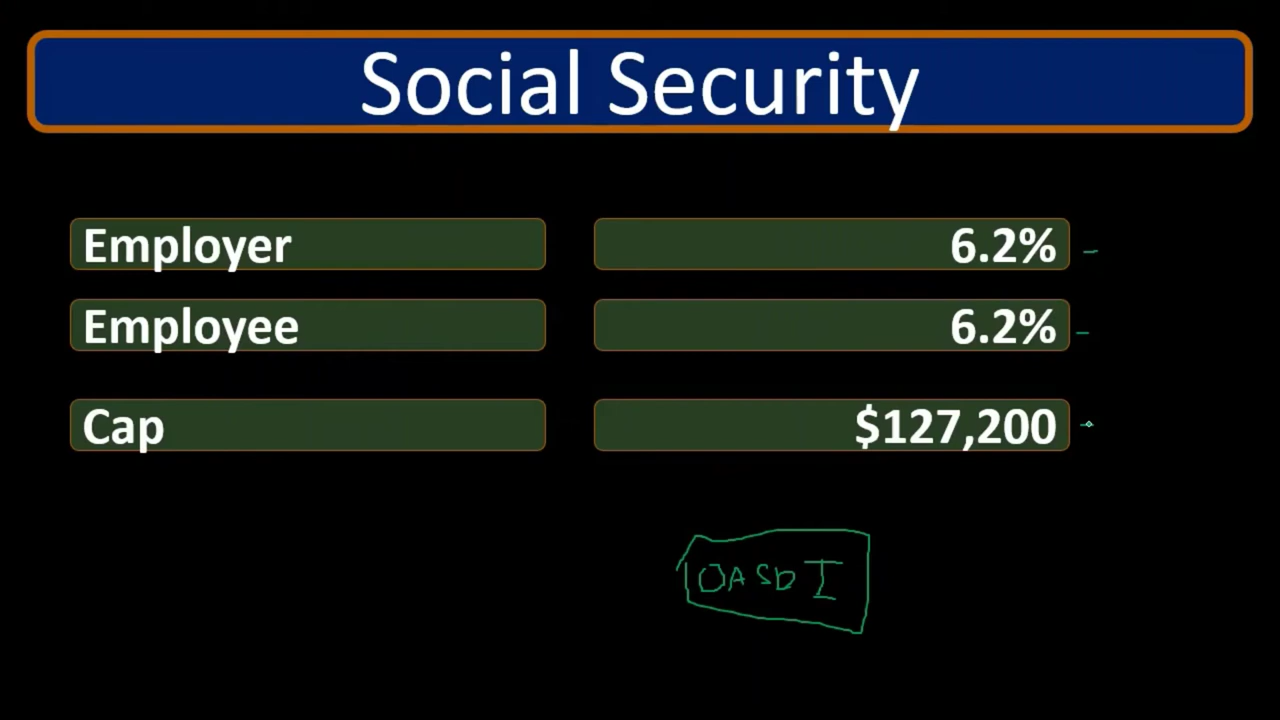 Social Security
Employer 6.2%
Employee 6.2%
Cap $127,200
OASDI